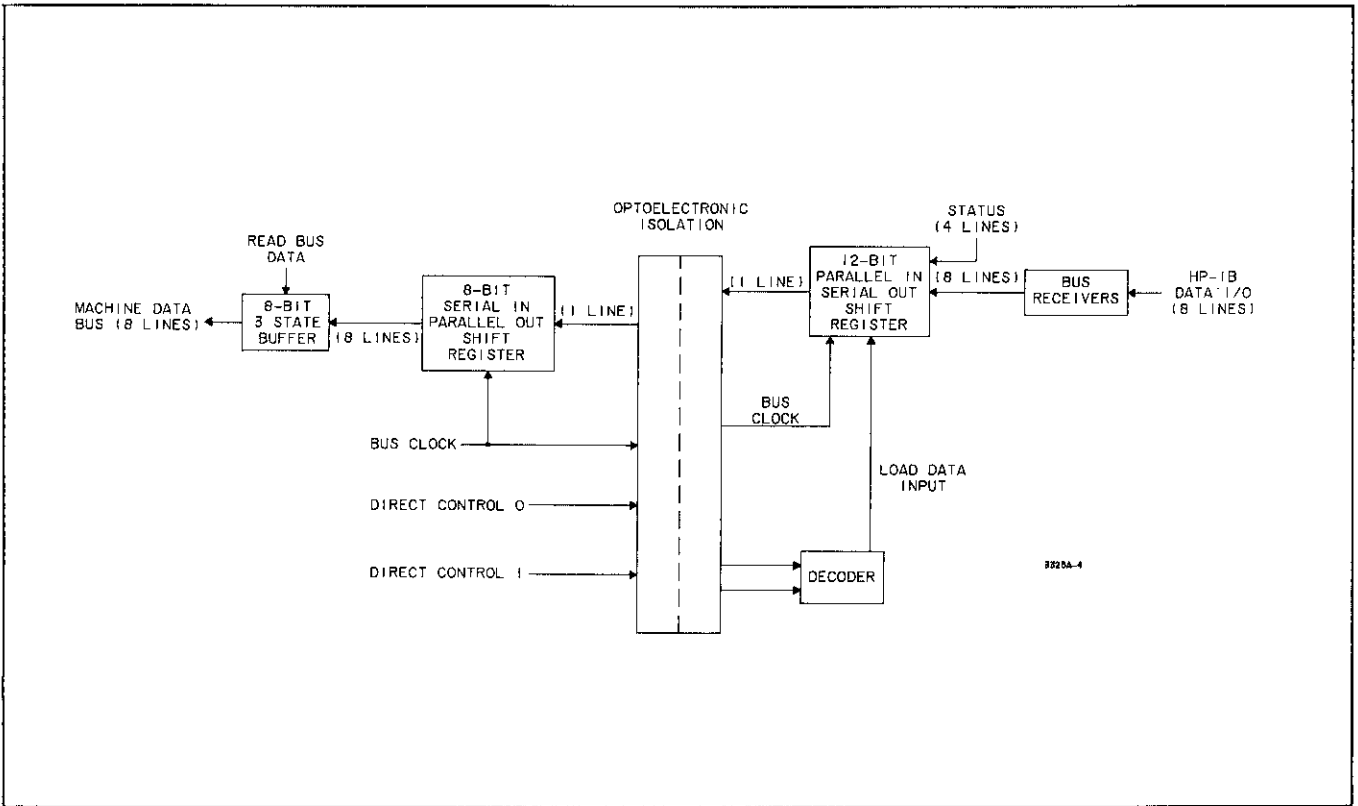 OPTOELECTRONIC
ISOLATION
STATUS
(4 LINES)
READ BUS
DATA
MACHINE DATA
BUS (8 LINES)
8-BIT
3 STATE
BUFFER
(8 LINES)
8-BIT
SERIAL IN
PARALLEL OUT
SHIFT
REGISTER
(1 LINE)
(1 LINE)
12-BIT
PARALLEL IN
SERIAL OUT
SHIFT
REGISTER
(8 LINES)
BUS
RECEIVERS
HP-IB
DATA I/O
(8 LINES)
BUS
CLOCK
BUS CLOCK
LOAD DATA
INPUT
DIRECT CONTROL 0
DIRECT CONTROL 1
DECODER
3325A-4